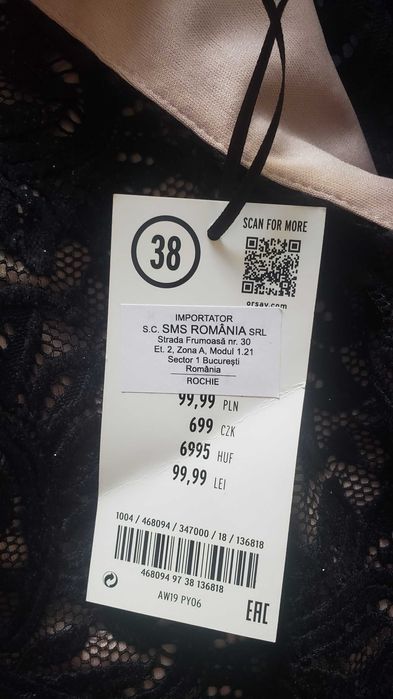 SCAN FOR MORE
38
orsay.com
IMPORTATOR
S.C. SMS ROMÂNIA SRL
Strada Frumoasă nr. 30
Et. 2, Zona A, Modul 1.21
Sector 1 Bucureşti
România
ROCHIE
99,99 PLN
699 CZK
6995 HUF
99,99 LEI
1004 / 468094 / 347000 / 18 / 136818
468094 97 38 136818
AW19 PY06
EAC